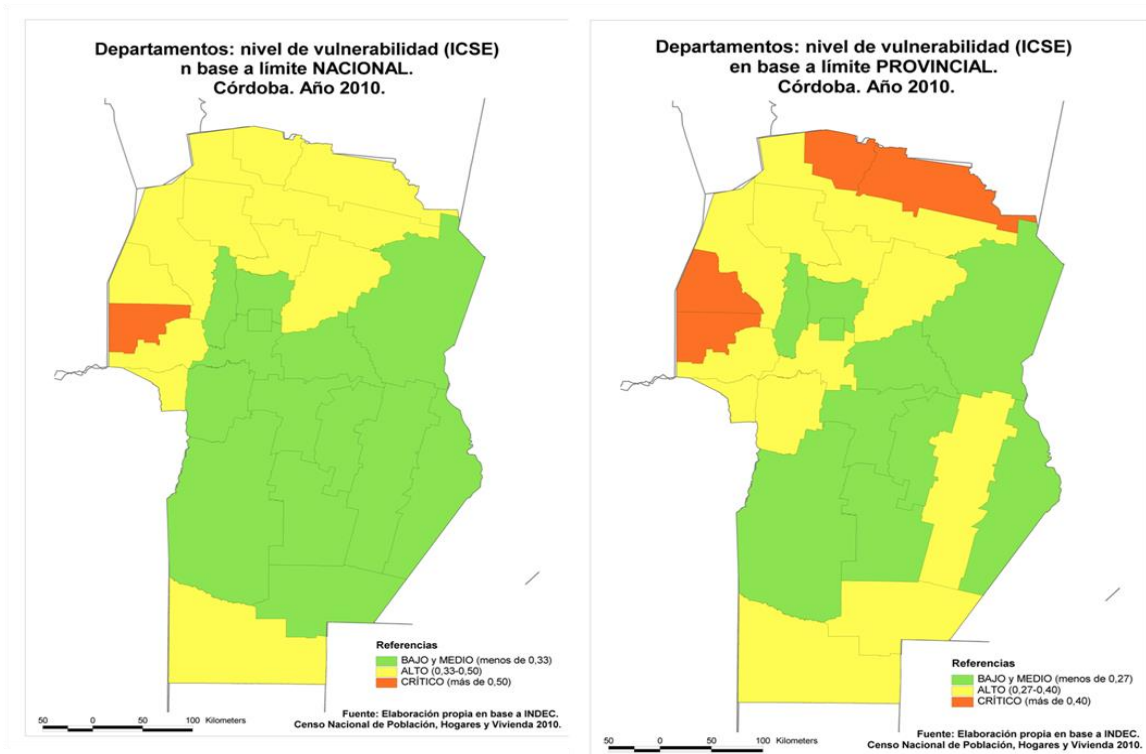 Departamentos: nivel de vulnerabilidad (ICSE)
n base a límite NACIONAL.
Córdoba. Año 2010.
Referencias
BAJO y MEDIO (menos de 0,33)
ALTO (0,33-0,50)
CRÍTICO (más de 0,50)
50 0 50 100 Kilometers
Fuente: Elaboración propia en base a INDEC.
Censo Nacional de Población, Hogares y Vivienda 2010.
Departamentos: nivel de vulnerabilidad (ICSE)
en base a límite PROVINCIAL.
Córdoba. Año 2010.
Referencias
BAJO y MEDIO (menos de 0,27)
ALTO (0,27-0,40)
CRÍTICO (más de 0,40)
50 0 50 100 Kilometers
Fuente: Elaboración propia en base a INDEC.
Censo Nacional de Población, Hogares y Vivienda 2010.